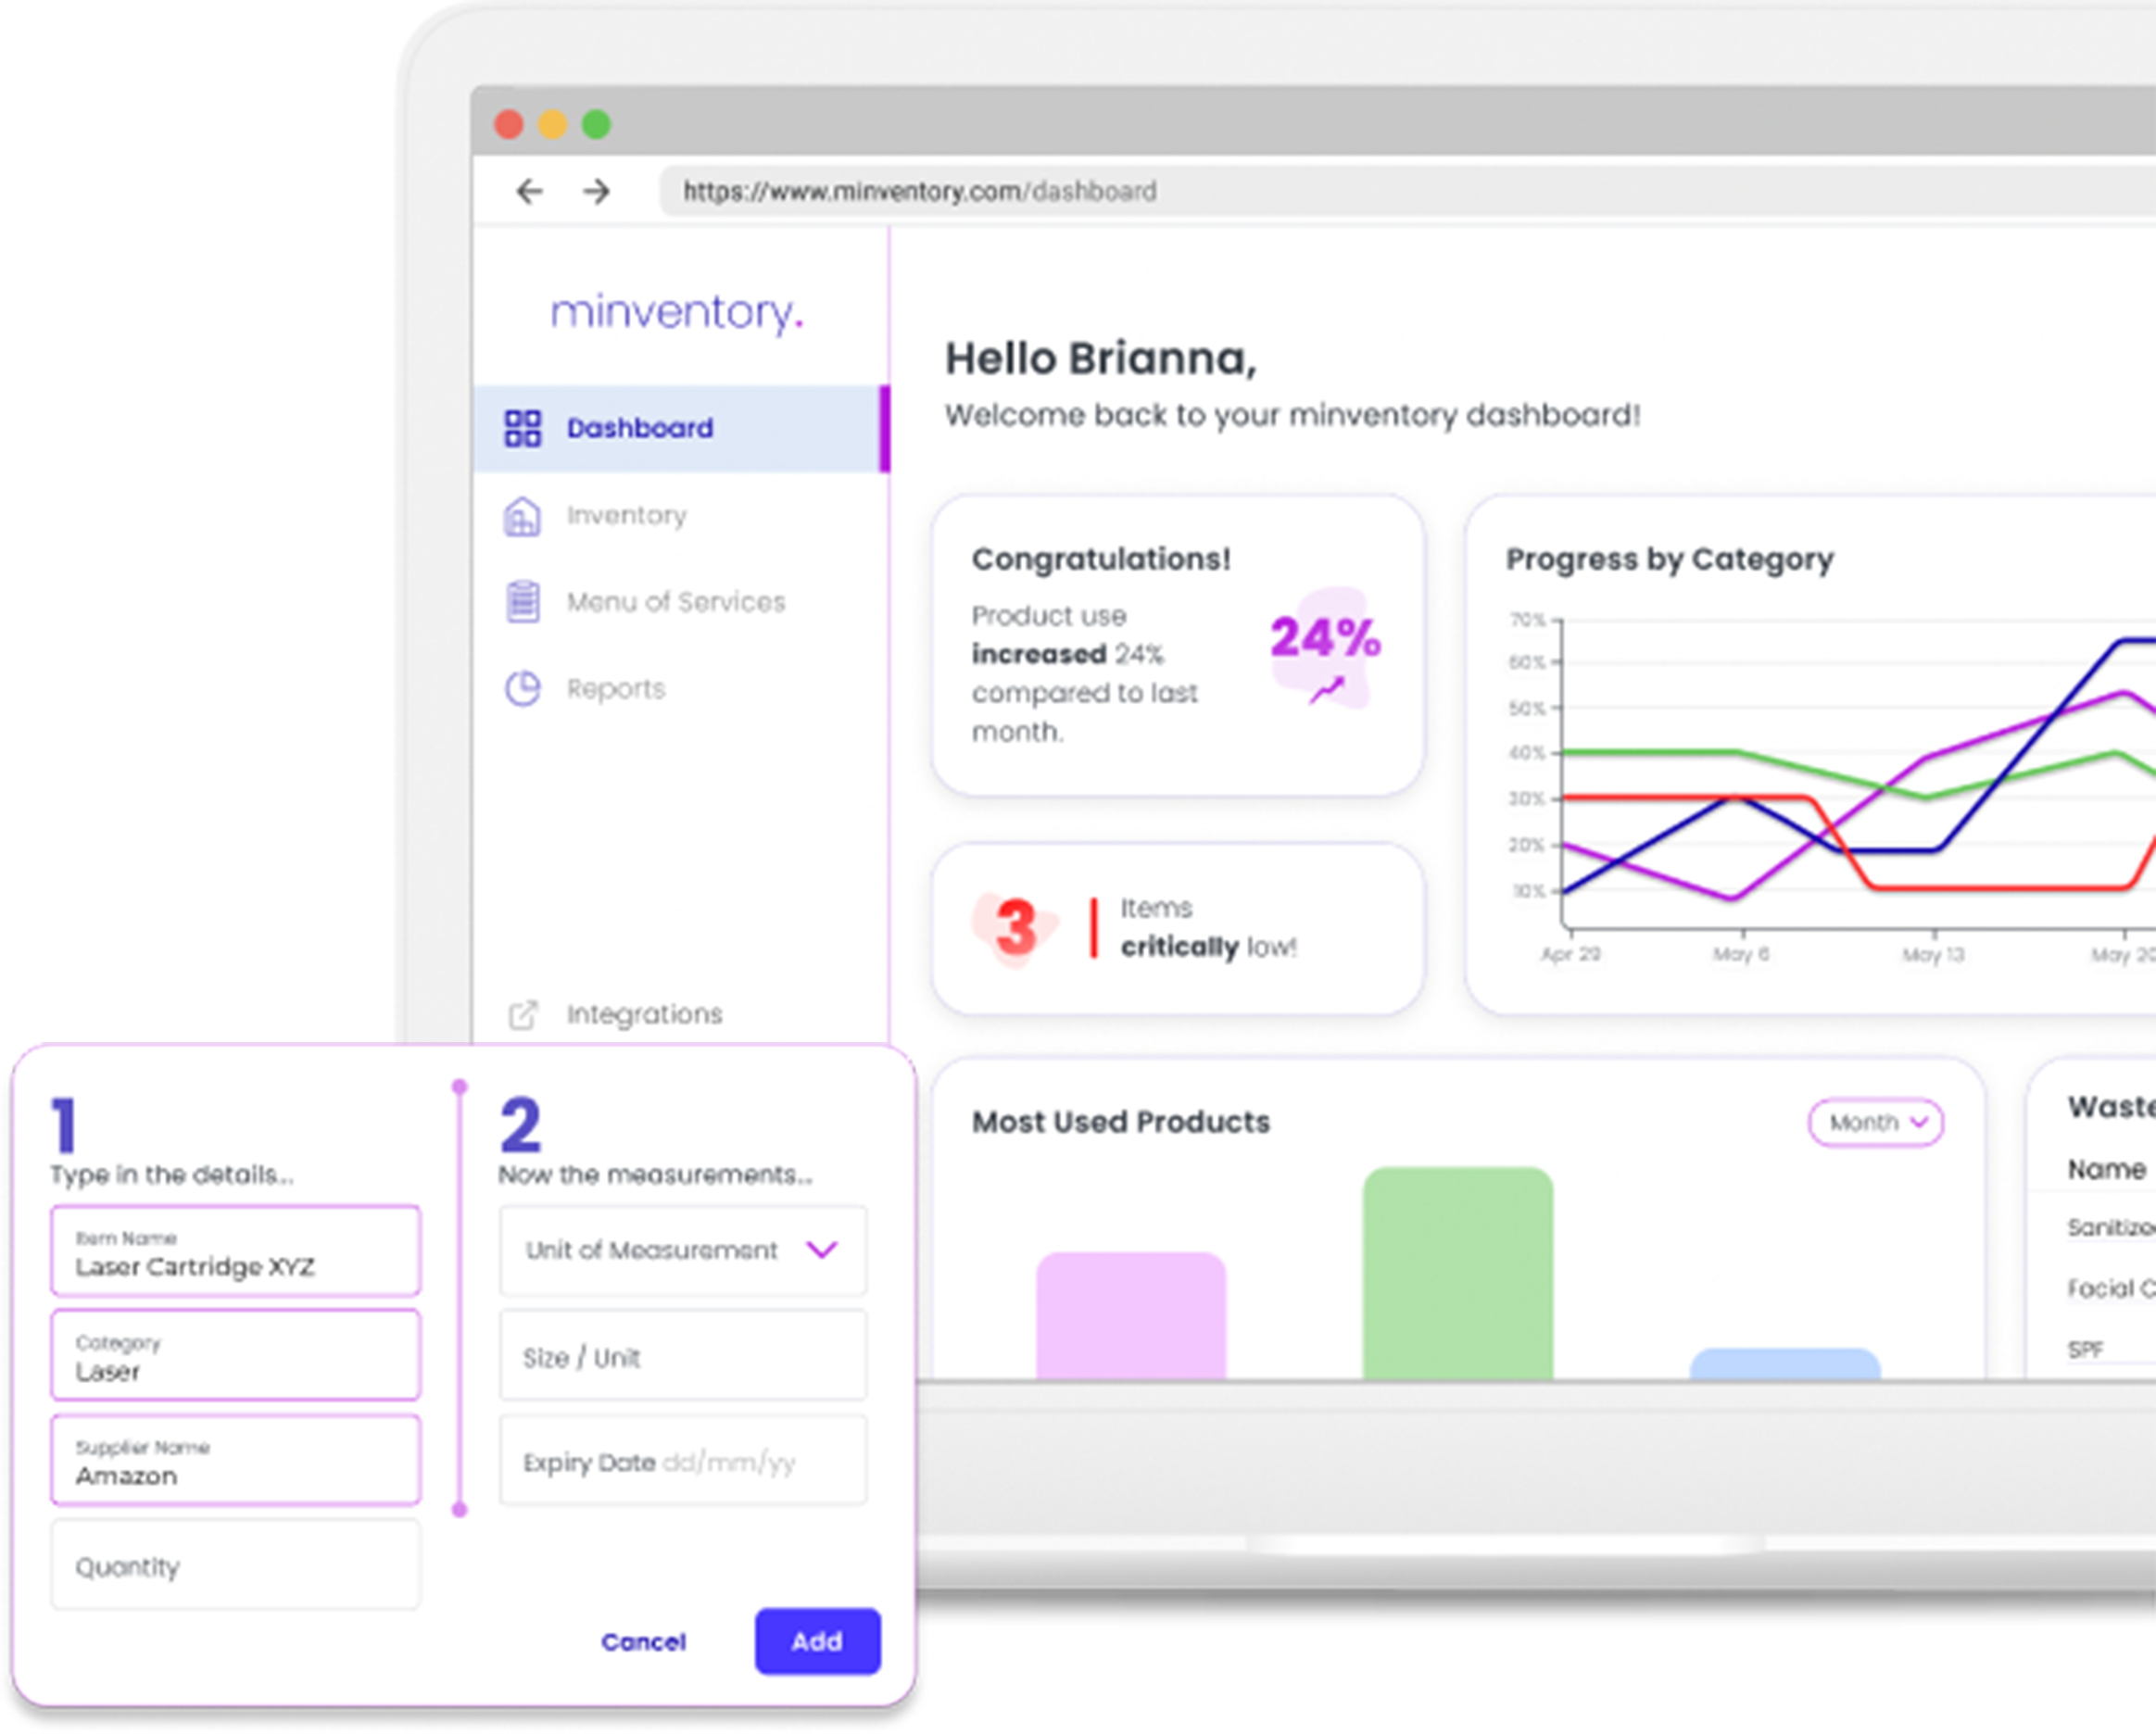 https://www.minventory.com/dashboard
minventory.
Dashboard
Inventory
Menu of Services
Reports
Integrations
Hello Brianna,
Welcome back to your minventory dashboard!
Congratulations!
Product use
increased 24%
compared to last
month.
24%
3
Items
critically low!
Progress by Category
70%
60%
50%
40%
30%
20%
10%
Apr 29
May 6
May 13
May 20
Most Used Products
Month
Name
SPF
1
Type in the details...
Item Name
Laser Cartridge XYZ
Category
Laser
Supplier Name
Amazon
Quantity
2
Now the measurements...
Unit of Measurement
Size / Unit
Expiry Date dd/mm/yy
Cancel
Add